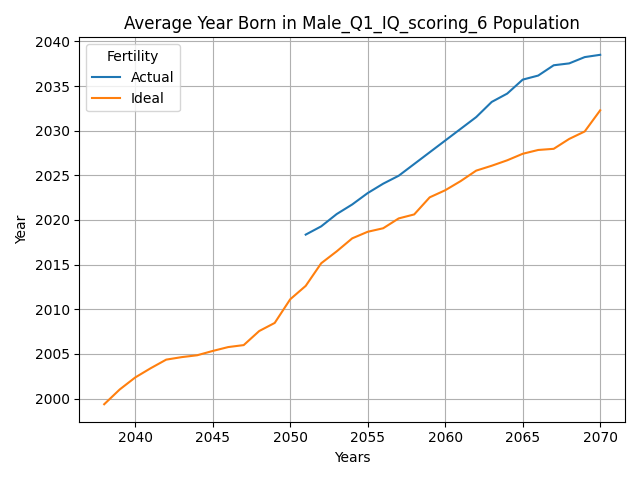 Average Year Born in Male_Q1_IQ_scoring_6 Population
Fertility
Actual
Ideal
2040
2035
2030
2025
2020
2015
2010
2005
2000
Year
2040
2045
2050
2055
2060
2065
2070
Years